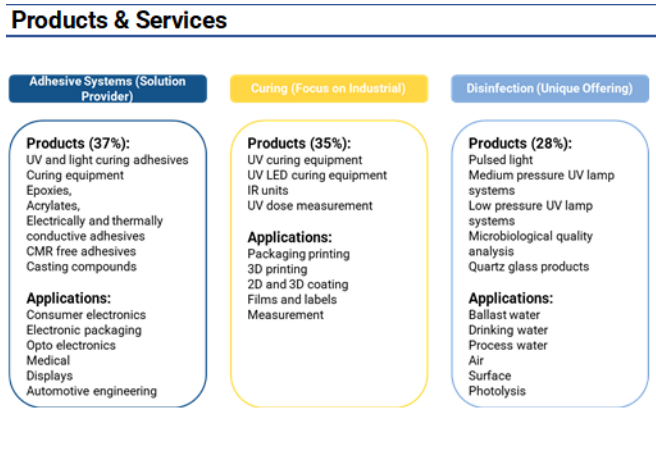 Products & Services
Adhesive Systems (Solution
Provider)
Products (37%):
UV and light curing adhesives
Curing equipment
Epoxies,
Acrylates,
Electrically and thermally
conductive adhesives
CMR free adhesives
Casting compounds
Applications:
Consumer electronics
Electronic packaging
Opto electronics
Medical
Displays
Automotive engineering
Curing (Focus on Industrial)
Products (35%):
UV curing equipment
UV LED curing equipment
IR units
UV dose measurement
Applications:
Packaging printing
3D printing
2D and 3D coating
Films and labels
Measurement
Disinfection (Unique Offering)
Products (28%):
Pulsed light
Medium pressure UV lamp
systems
Low pressure UV lamp
systems
Microbiological quality
analysis
Quartz glass products
Applications:
Ballast water
Drinking water
Process water
Air
Surface
Photolysis